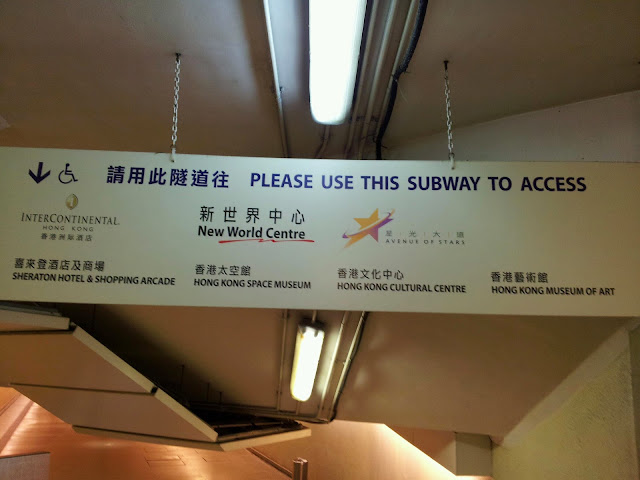 請用此隧道往 PLEASE USE THIS SUBWAY TO ACCESS
INTERCONTINENTAL
HONG KONG
香港洲際酒店
新世界中心
New World Centre
星·光·大·道
AVENUE OF STARS
喜來登酒店及商場
SHERATON HOTEL & SHOPPING ARCADE
香港太空館
HONG KONG SPACE MUSEUM
香港文化中心
HONG KONG CULTURAL CENTRE
香港藝術館
HONG KONG MUSEUM OF ART